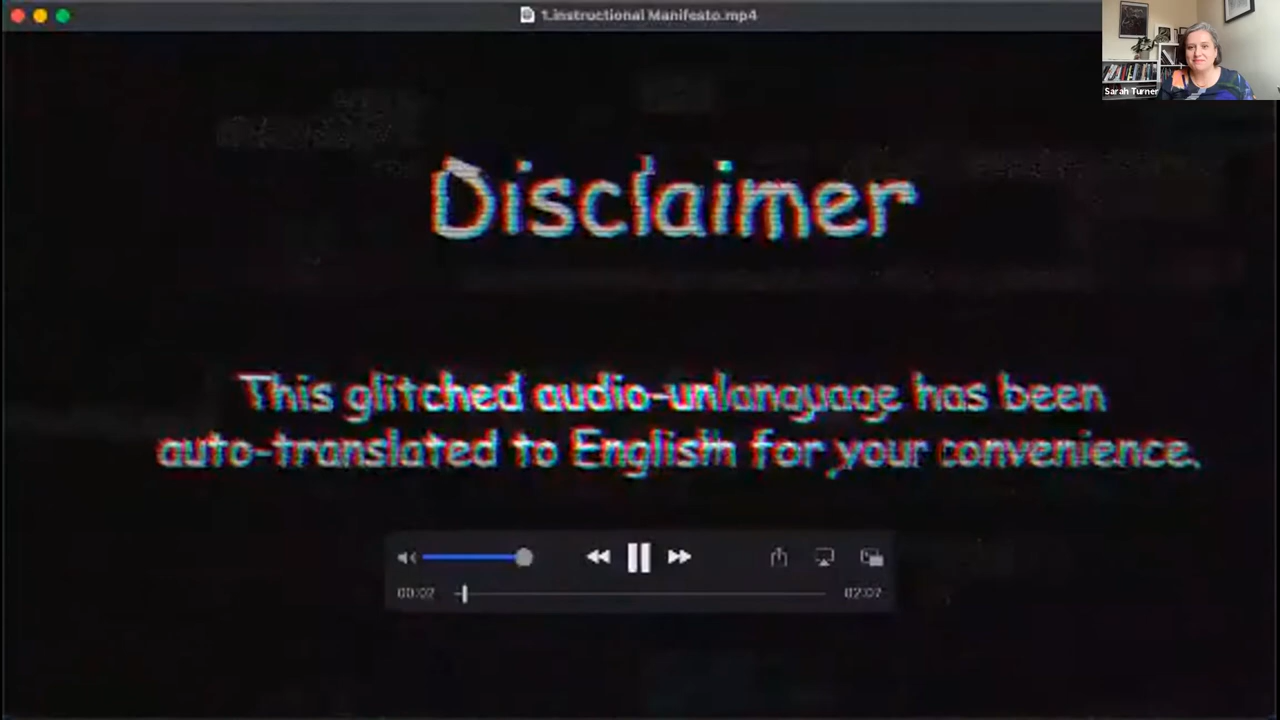 1.instructional Manifesto.mp4
Sarah Turner
Disclaimer
This glitched audio-unlanguage has been
auto-translated to English for your convenience.
00:02
02:07